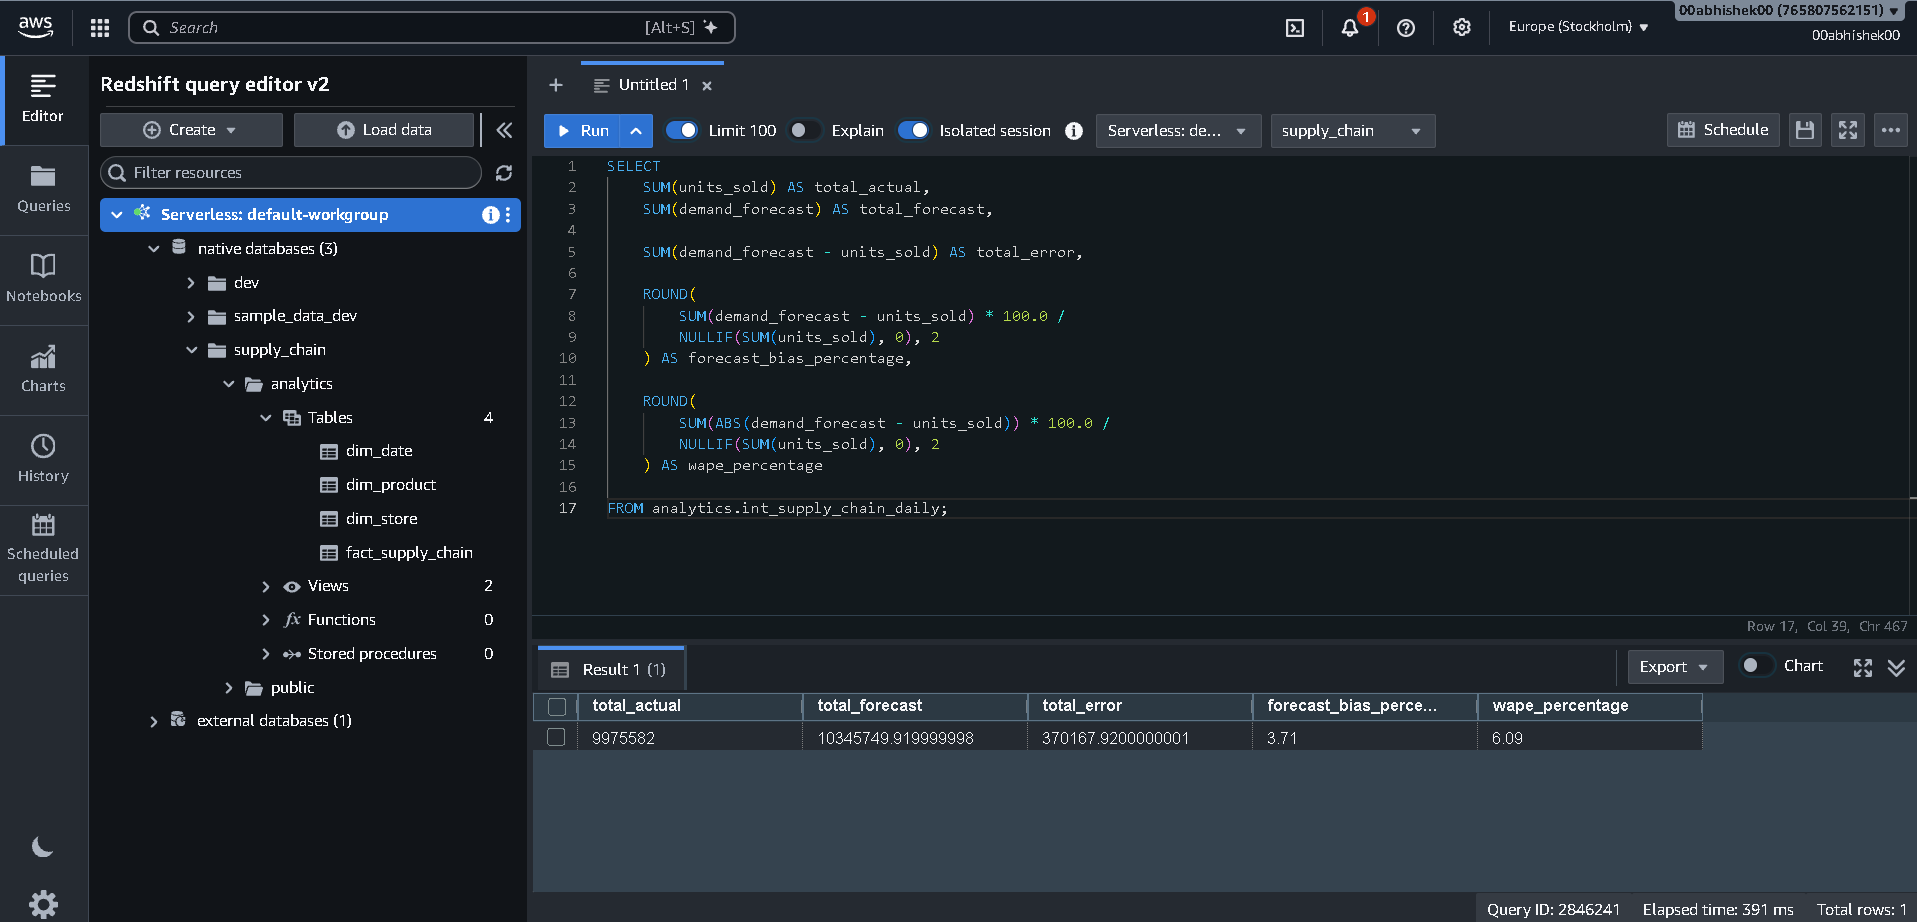 aws
Search [Alt+S]
1
Europe (Stockholm)
00abhishek00 (765807562151)
00abhishek00
Editor
Queries
Notebooks
Charts
History
Scheduled
queries
Redshift query editor v2
Create
Load data
Filter resources
Serverless: default-workgroup
native databases (3)
dev
sample_data_dev
supply_chain
analytics
Tables 4
dim_date
dim_product
dim_store
fact_supply_chain
Views 2
fx Functions 0
Stored procedures 0
public
external databases (1)
Untitled 1
Run Limit 100 Explain Isolated session Serverless: de... supply_chain Schedule
1 SELECT
2 SUM(units_sold) AS total_actual,
3 SUM(demand_forecast) AS total_forecast,
4
5 SUM(demand_forecast - units_sold) AS total_error,
6
7 ROUND(
8 SUM(demand_forecast - units_sold) * 100.0 /
9 NULLIF(SUM(units_sold), 0), 2
10 ) AS forecast_bias_percentage,
11
12 ROUND(
13 SUM(ABS(demand_forecast - units_sold)) * 100.0 /
14 NULLIF(SUM(units_sold), 0), 2
15 ) AS wape_percentage
16
17 FROM analytics.int_supply_chain_daily;
Row 17, Col 39, Chr 467
Result 1 (1)
Export Chart
total_actual total_forecast total_error forecast_bias_perce... wape_percentage
9975582 10345749.919999998 370167.9200000001 3.71 6.09
Query ID: 2846241 Elapsed time: 391 ms Total rows: 1